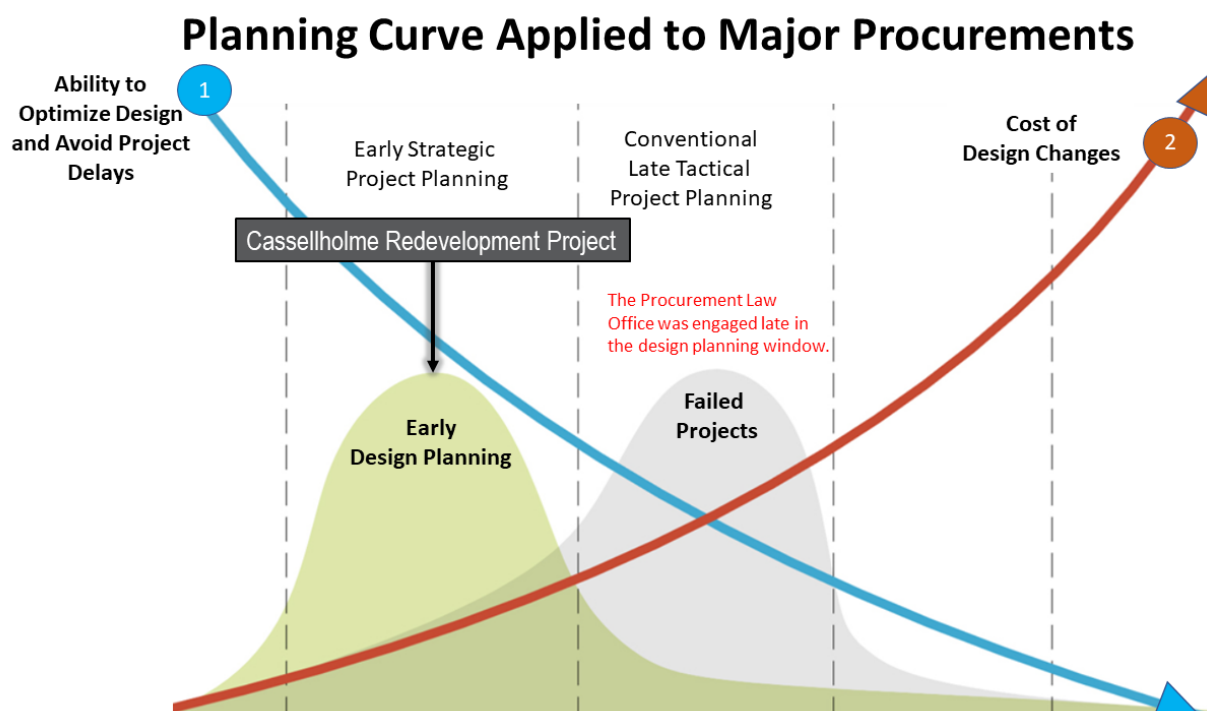 Planning Curve Applied to Major Procurements
Ability to
Optimize Design
and Avoid Project
Delays
1
Early Strategic
Project Planning
Conventional
Late Tactical
Project Planning
Cost of
Design Changes
2
Cassellholme Redevelopment Project
The Procurement Law
Office was engaged late in
the design planning window.
Early
Design Planning
Failed
Projects